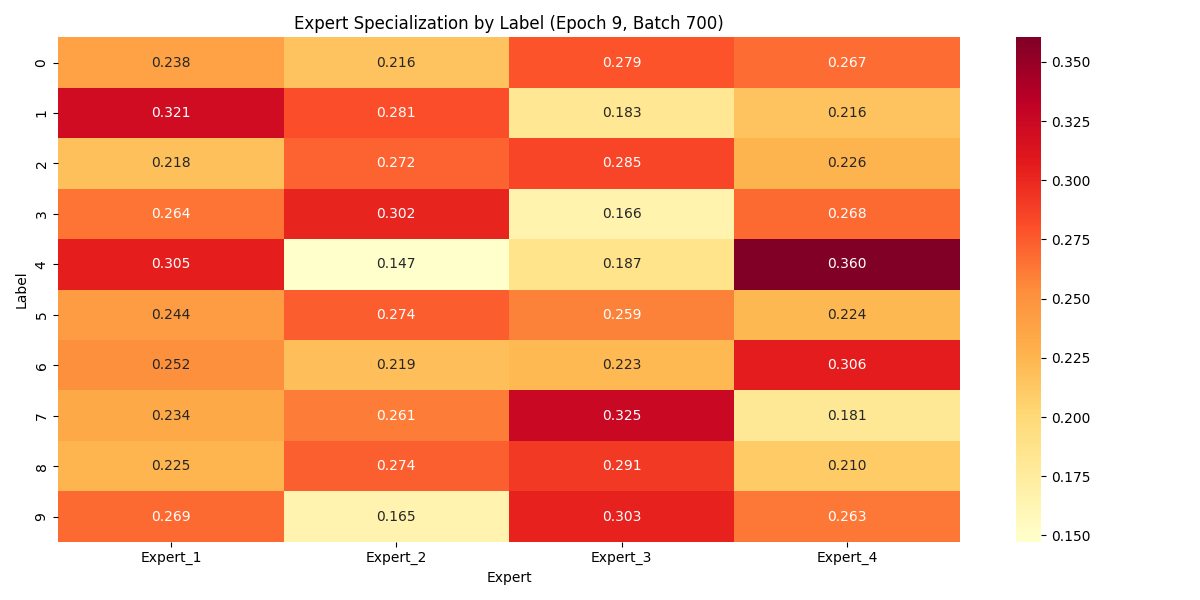 Expert Specialization by Label (Epoch 9, Batch 700)
0 0.238 0.216 0.279 0.267
1 0.321 0.281 0.183 0.216
2 0.218 0.272 0.285 0.226
3 0.264 0.302 0.166 0.268
4 0.305 0.147 0.187 0.360
5 0.244 0.274 0.259 0.224
6 0.252 0.219 0.223 0.306
7 0.234 0.261 0.325 0.181
8 0.225 0.274 0.291 0.210
9 0.269 0.165 0.303 0.263
Label
Expert_1 Expert_2 Expert_3 Expert_4
Expert
0.350
0.325
0.300
0.275
0.250
0.225
0.200
0.175
0.150